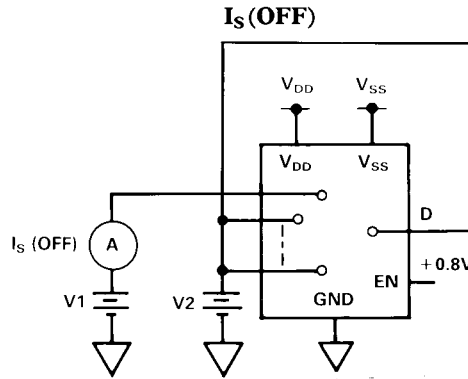 I_S (OFF)
V_DD V_SS
V_DD V_SS
D
I_S (OFF) A
+0.8V
EN
V1 V2 GND